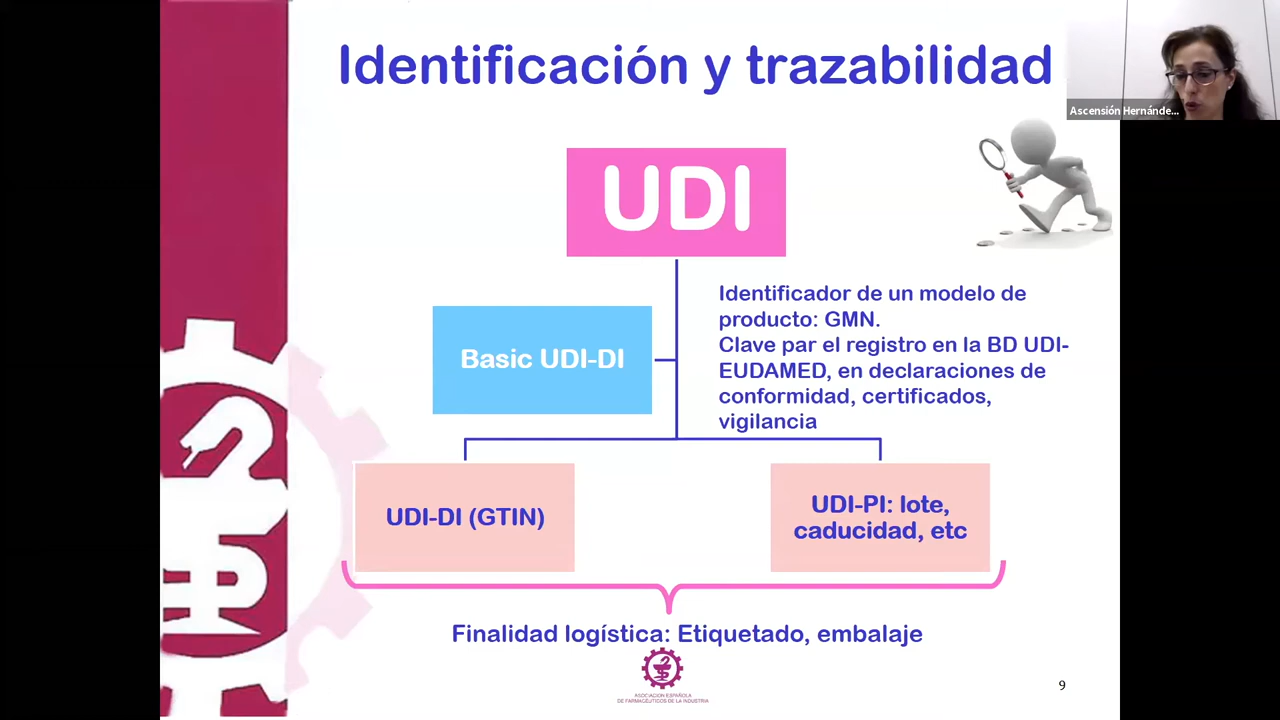 Identificación y trazabilidad
Ascensión Hernánde...
UDI
Identificador de un modelo de
producto: GMN.
Clave par el registro en la BD UDI-
EUDAMED, en declaraciones de
conformidad, certificados,
vigilancia
Basic UDI-DI
UDI-DI (GTIN)
UDI-PI: lote,
caducidad, etc
Finalidad logística: Etiquetado, embalaje
ASOCIACIÓN ESPAÑOLA
DE FARMACÉUTICOS DE LA INDUSTRIA
9